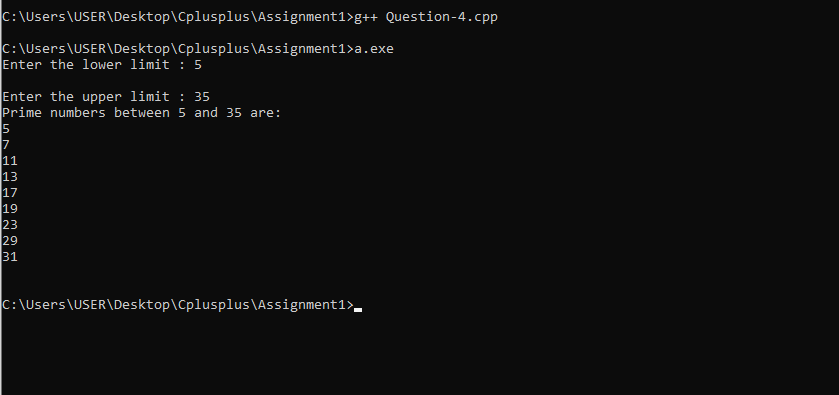 C:\Users\USER\Desktop\Cplusplus\Assignment1>g++ Question-4.cpp
C:\Users\USER\Desktop\Cplusplus\Assignment1>a.exe
Enter the lower limit : 5
Enter the upper limit : 35
Prime numbers between 5 and 35 are:
5
7
11
13
17
19
23
29
31
C:\Users\USER\Desktop\Cplusplus\Assignment1>